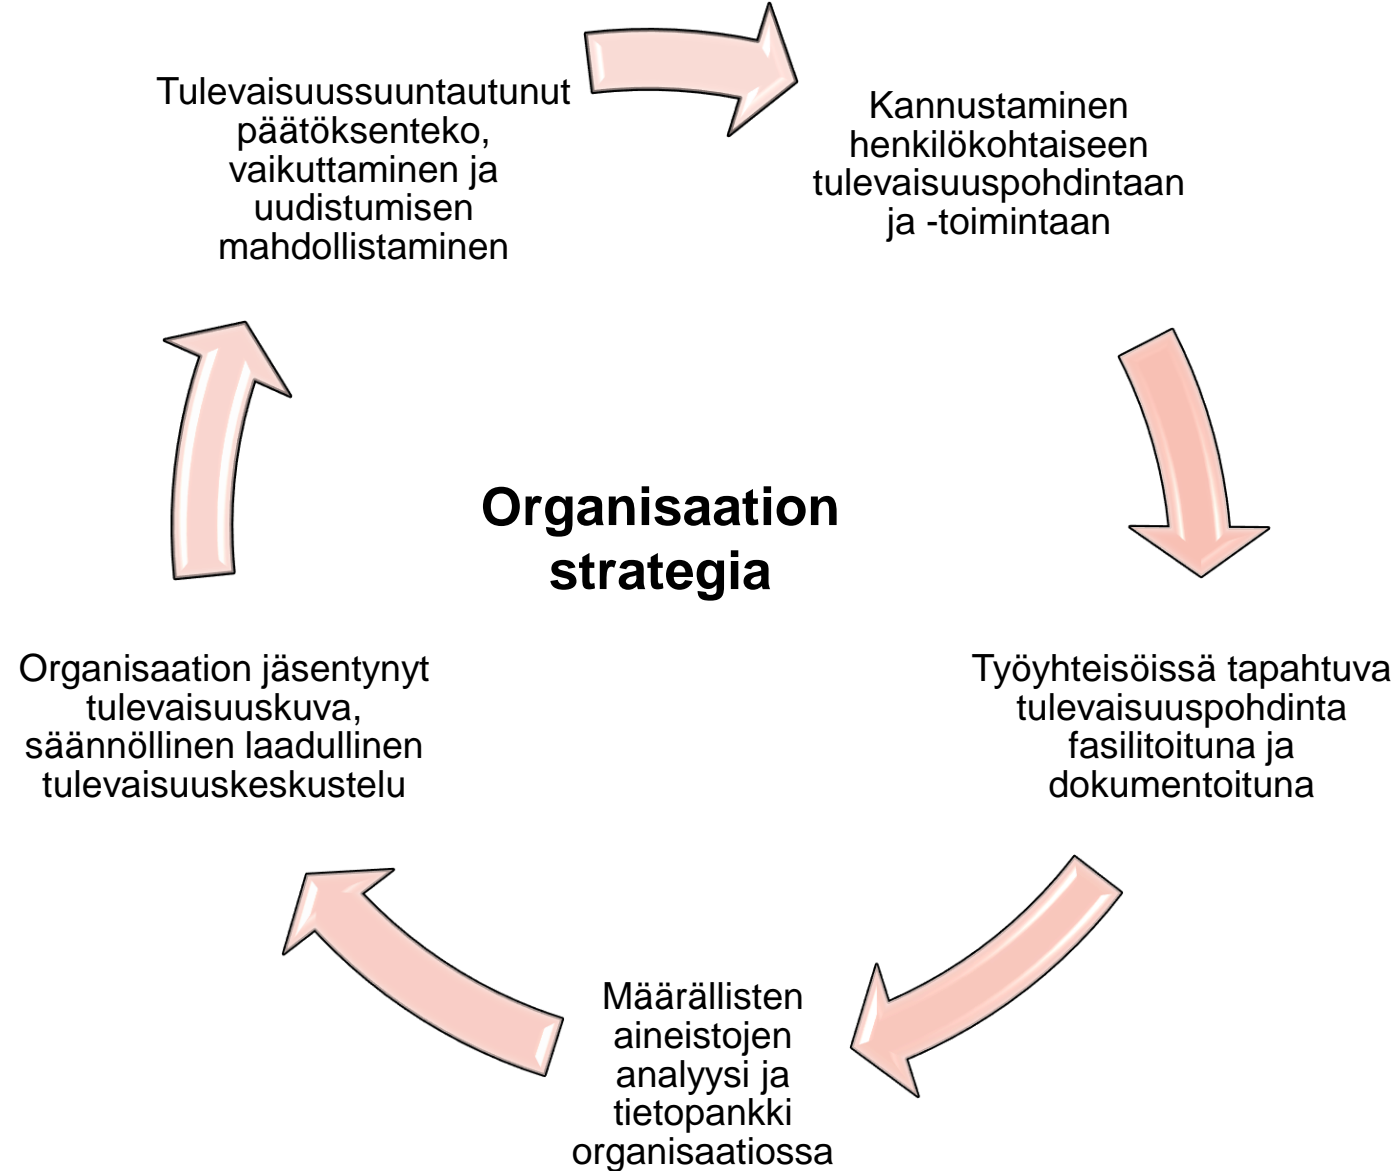 Tulevaisuussuuntautunut
päätöksenteko,
vaikuttaminen ja
uudistumisen
mahdollistaminen
Kannustaminen
henkilökohtaiseen
tulevaisuuspohdintaan
ja -toimintaan
Organisaation
strategia
Organisaation jäsentynyt
tulevaisuuskuva,
säännöllinen laadullinen
tulevaisuuskeskustelu
Työyhteisöissä tapahtuva
tulevaisuuspohdinta
fasilitoituna ja
dokumentoituna
Määrällisten
aineistojen
analyysi ja
tietopankki
organisaatiossa